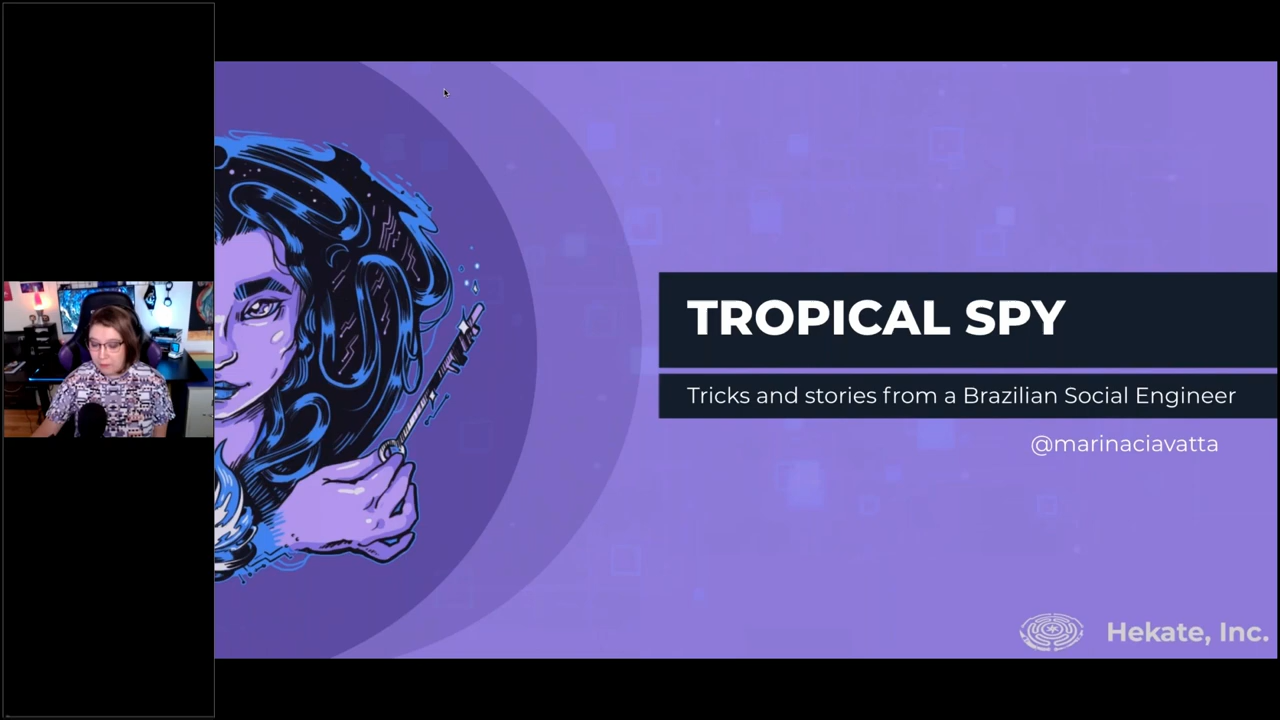 TROPICAL SPY
Tricks and stories from a Brazilian Social Engineer
@marinaciavatta
Hekate, Inc.